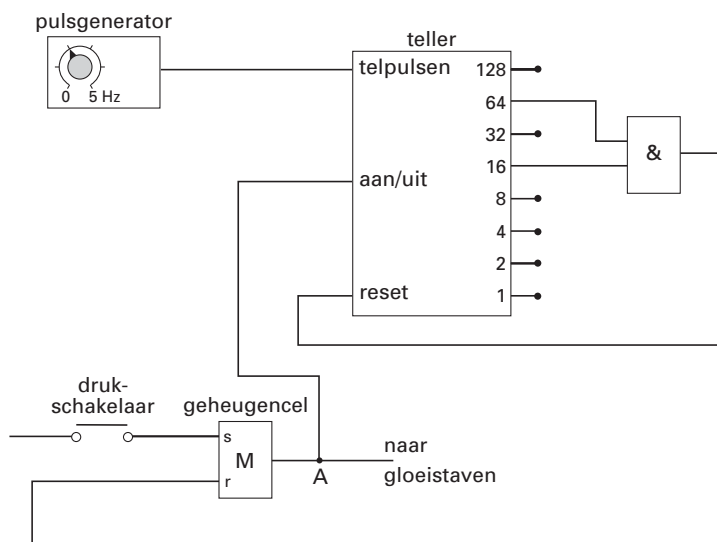 pulsgenerator
0 5 Hz
teller
telpulsen
aan/uit
reset
128
64
32
16
8
4
2
1
&
druk-
schakelaar
geheugencel
s
M
r
A
naar
gloeistaven